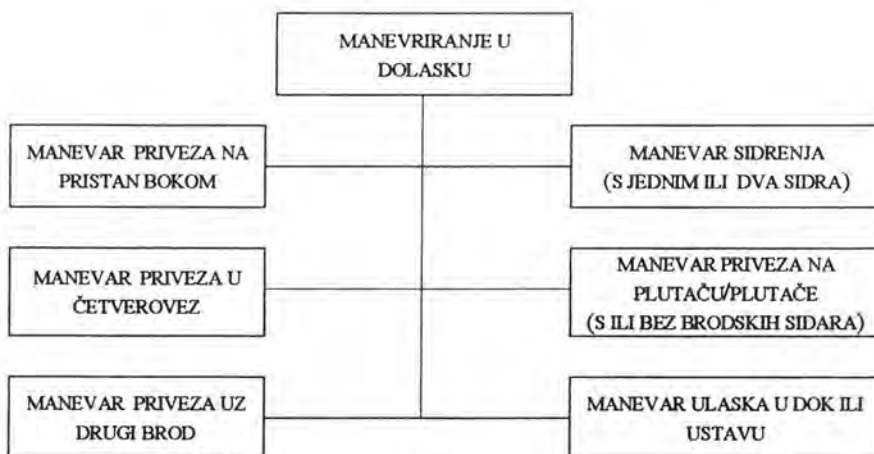 MANEVRIRANJE U
DOLASKU
MANEVAR PRIVEZA NA
PRISTAN BOKOM
MANEVAR SIDRENJA
(S JEDNIM ILI DVA SIDRA)
MANEVAR PRIVEZA U
ČETVEROVEZ
MANEVAR PRIVEZA NA
PLUTAČU/PLUTAČE
(S ILI BEZ BRODSKIH SIDARA)
MANEVAR PRIVEZA UZ
DRUGI BROD
MANEVAR ULASKA U DOK ILI
USTAVU